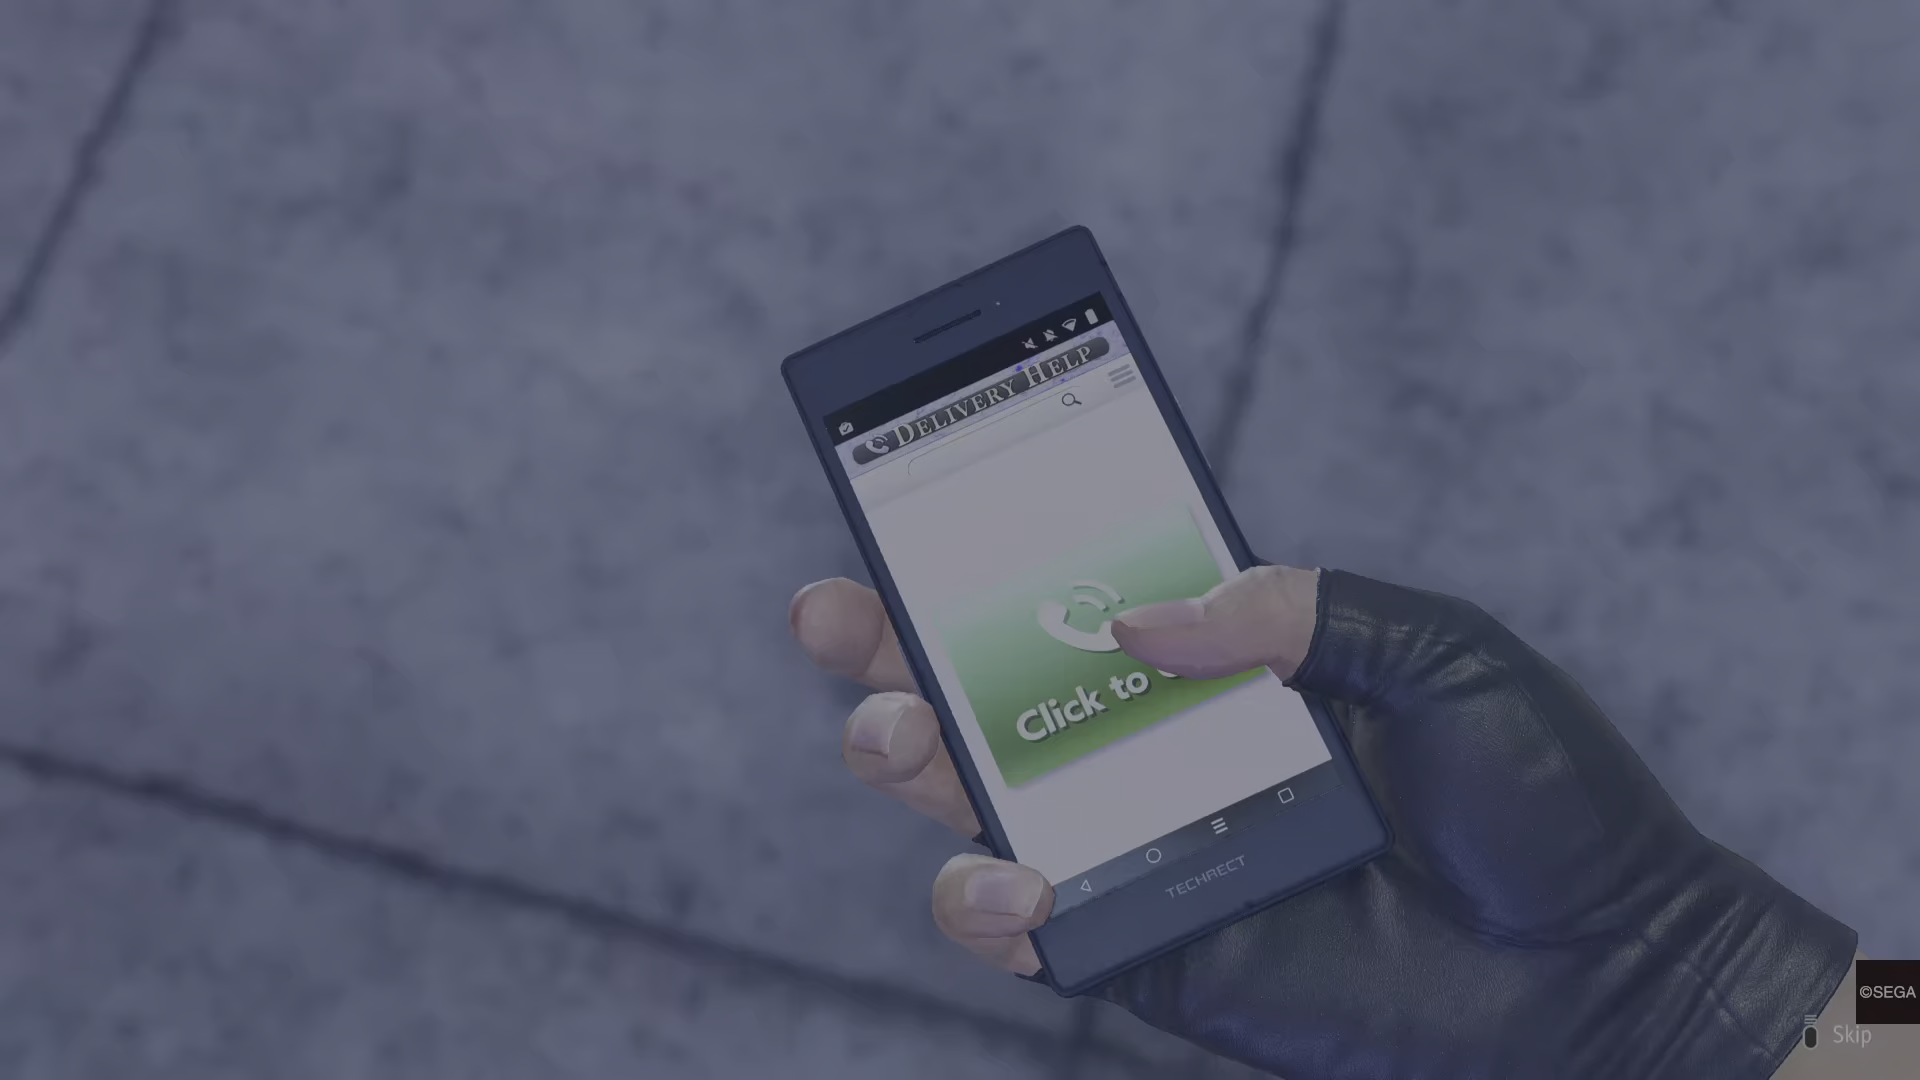 DELIVERY HELP
Click to
TECHRECT
©SEGA
Skip